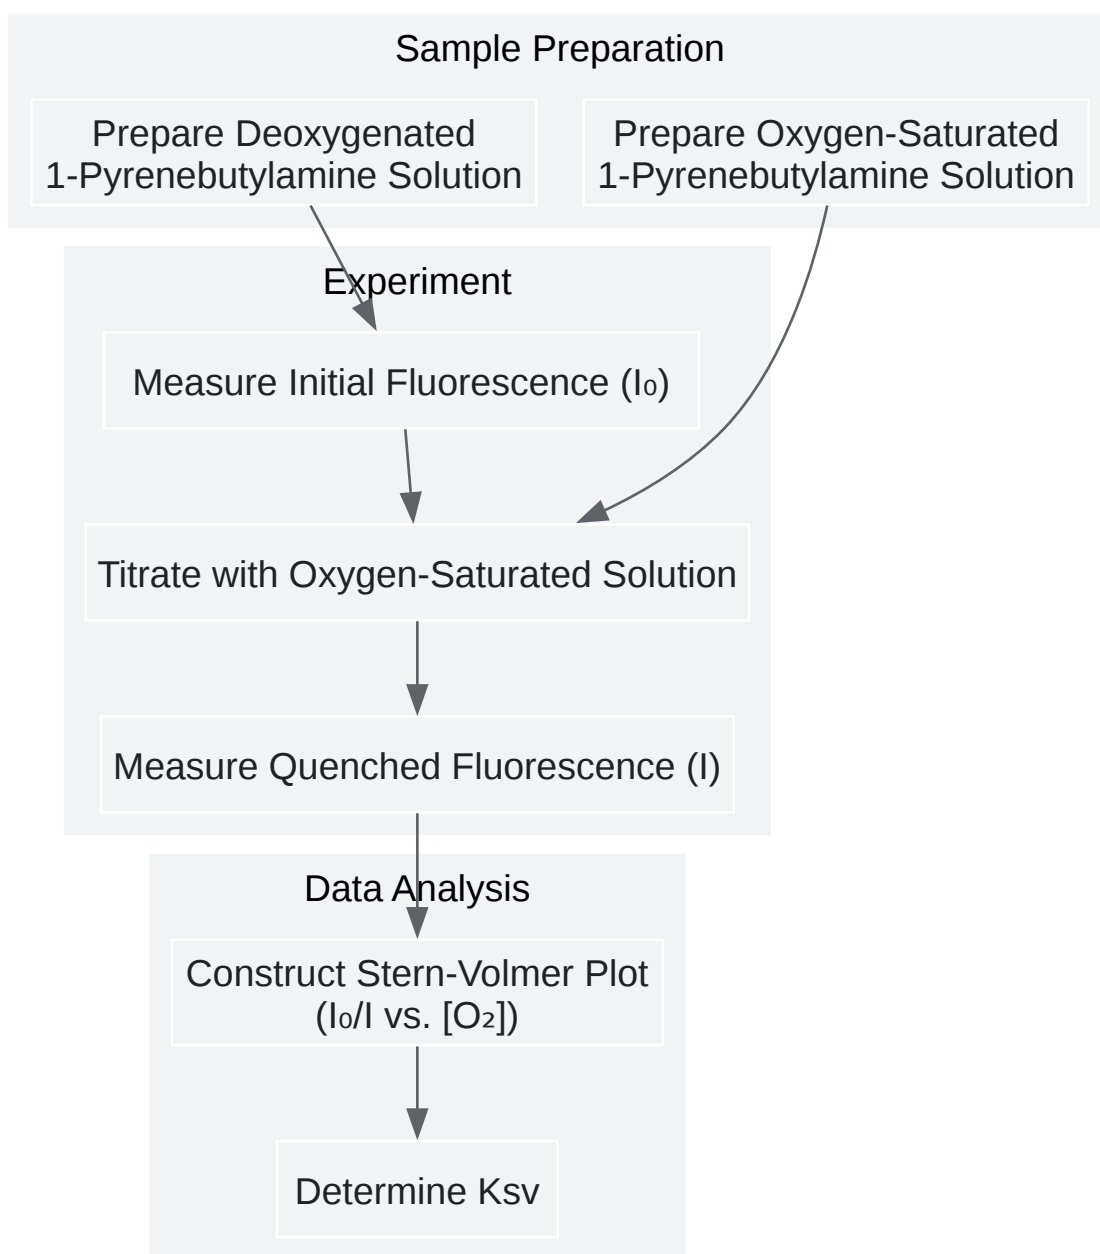 Sample Preparation
Prepare Deoxygenated
1-Pyrenebutylamine Solution
Prepare Oxygen-Saturated
1-Pyrenebutylamine Solution
Experiment
Measure Initial Fluorescence (I₀)
Titrate with Oxygen-Saturated Solution
Measure Quenched Fluorescence (I)
Data Analysis
Construct Stern-Volmer Plot
(I₀/I vs. [O₂])
Determine Ksv